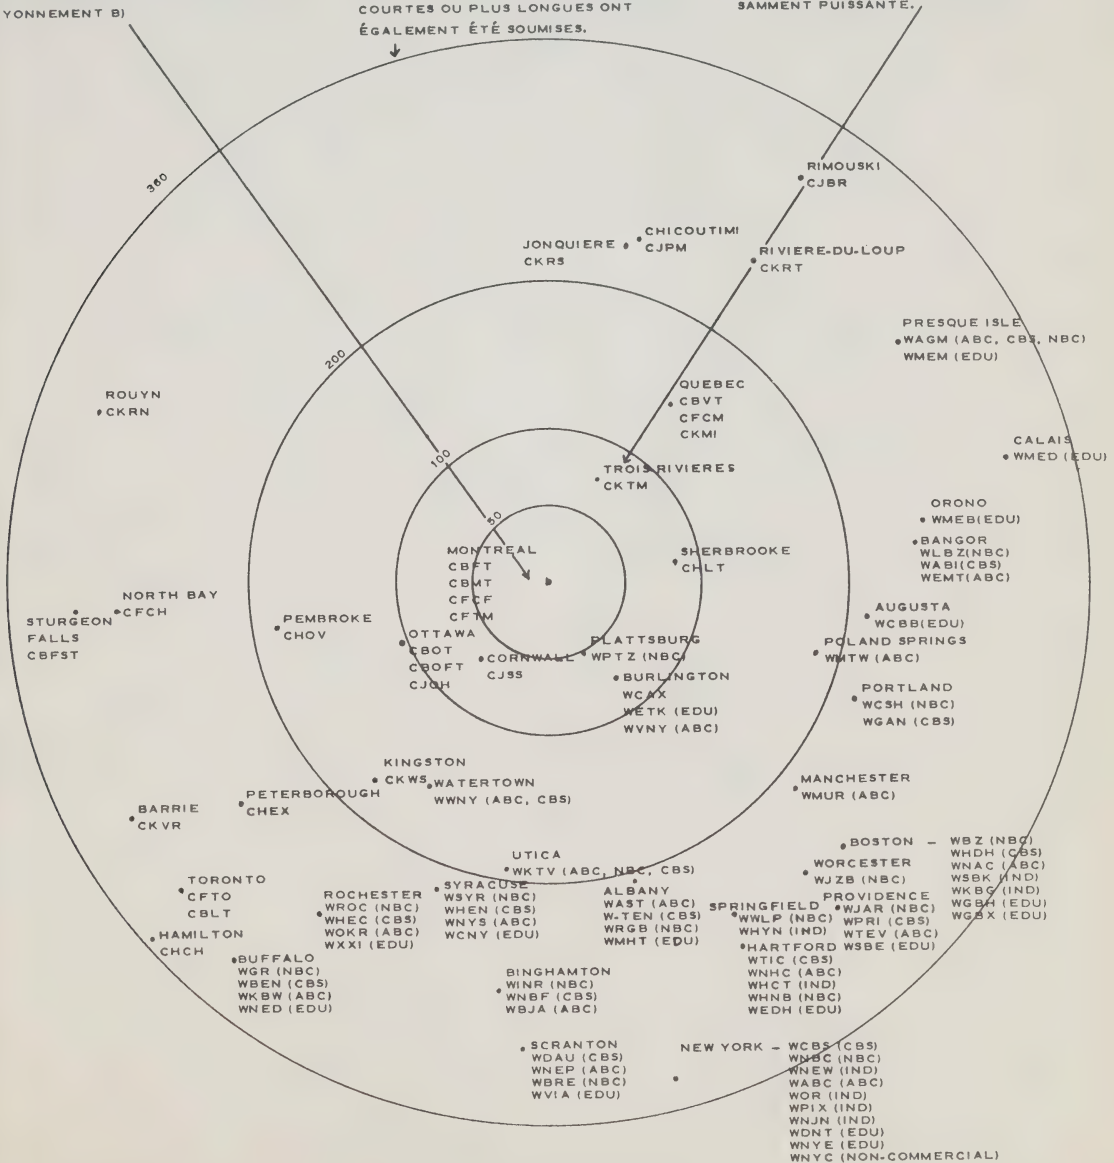 YONNEMENT B)
COURTES OU PLUS LONGUES ONT
ÉGALEMENT ÉTÉ SOUMISES.
SAMMENT PUISSANTE.
360
200
100
50
RIMOUSKI
CJBR
JONQUIERE
CKRS
CHICOUTIMI
CJPM
RIVIERE-DU-LOUP
CKRT
PRESQUE ISLE
WAGM (ABC, CBS, NBC)
WMEM (EDU)
ROUYN
CKRN
QUEBEC
CBVT
CFCM
CKMI
CALAIS
WMED (EDU)
TROIS RIVIERES
CKTM
ORONO
WMEB(EDU)
BANGOR
WLBZ(NBC)
WABI(CBS)
WEMT(ABC)
MONTREAL
CBFT
CBMT
CFCF
CFTM
SHERBROOKE
CHLT
STURGEON
FALLS
CBFST
NORTH BAY
CFCH
PEMBROKE
CHOV
OTTAWA
CBOT
CBOFT
CJOH
CORNWALL
CJSS
PLATTSBURG
WPTZ (NBC)
BURLINGTON
WCAX
WETK (EDU)
WVNY (ABC)
AUGUSTA
WCBB(EDU)
POLAND SPRINGS
WMTW (ABC)
PORTLAND
WCSH (NBC)
WGAN (CBS)
KINGSTON
CKWS
WATERTOWN
WWNY (ABC, CBS)
MANCHESTER
WMUR (ABC)
PETERBOROUGH
CHEX
BARRIE
CKVR
UTICA
WKTV (ABC, NBC, CBS)
BOSTON – WBZ (NBC)
WHDH (CBS)
WNAC (ABC)
WSBK (IND)
WKBG (IND)
WGBH (EDU)
WGBX (EDU)
WORCESTER
WJZB (NBC)
TORONTO
CFTO
CBLT
ROCHESTER
WROC (NBC)
WHEC (CBS)
WOKR (ABC)
WXXI (EDU)
SYRACUSE
WSYR (NBC)
WHEN (CBS)
WNYS (ABC)
WCNY (EDU)
ALBANY
WAST (ABC)
W-TEN (CBS)
WRGB (NBC)
WMHT (EDU)
SPRINGFIELD
WWLP (NBC)
WHYN (IND)
PROVIDENCE
WJAR (NBC)
WPRI (CBS)
WTEV (ABC)
WSBE (EDU)
HARTFORD
WTIC (CBS)
WNHC (ABC)
WHCT (IND)
WHNB (NBC)
WEDH (EDU)
HAMILTON
CHCH
BUFFALO
WGR (NBC)
WBEN (CBS)
WKBW (ABC)
WNED (EDU)
BINGHAMTON
WINR (NBC)
WNBF (CBS)
WBJA (ABC)
SCRANTON
WDAU (CBS)
WNEP (ABC)
WBRE (NBC)
WVIA (EDU)
NEW YORK – WCBS (CBS)
WNBC (NBC)
WNEW (IND)
WABC (ABC)
WOR (IND)
WPIX (IND)
WNJN (IND)
WDNT (EDU)
WNYE (EDU)
WNYC (NON-COMMERCIAL)